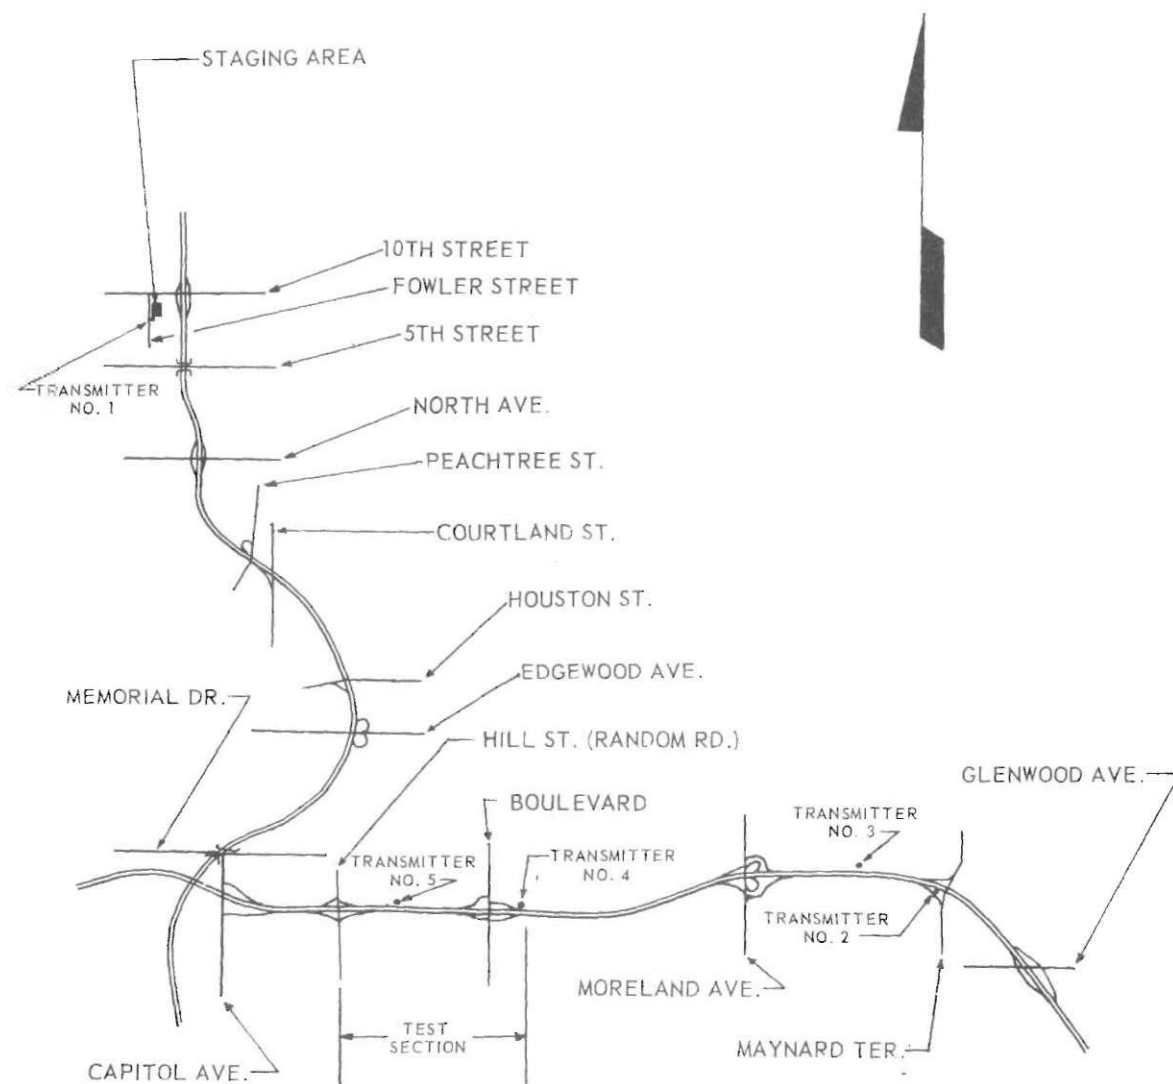 STAGING AREA
10TH STREET
FOWLER STREET
5TH STREET
TRANSMITTER
NO. 1
NORTH AVE.
PEACHTREE ST.
COURTLAND ST.
HOUSTON ST.
EDGEWOOD AVE.
MEMORIAL DR.
HILL ST. (RANDOM RD.)
GLENWOOD AVE.
BOULEVARD
TRANSMITTER
NO. 3
TRANSMITTER
NO. 5
TRANSMITTER
NO. 4
TRANSMITTER
NO. 2
MORELAND AVE.
TEST
SECTION
MAYNARD TER.
CAPITOL AVE.